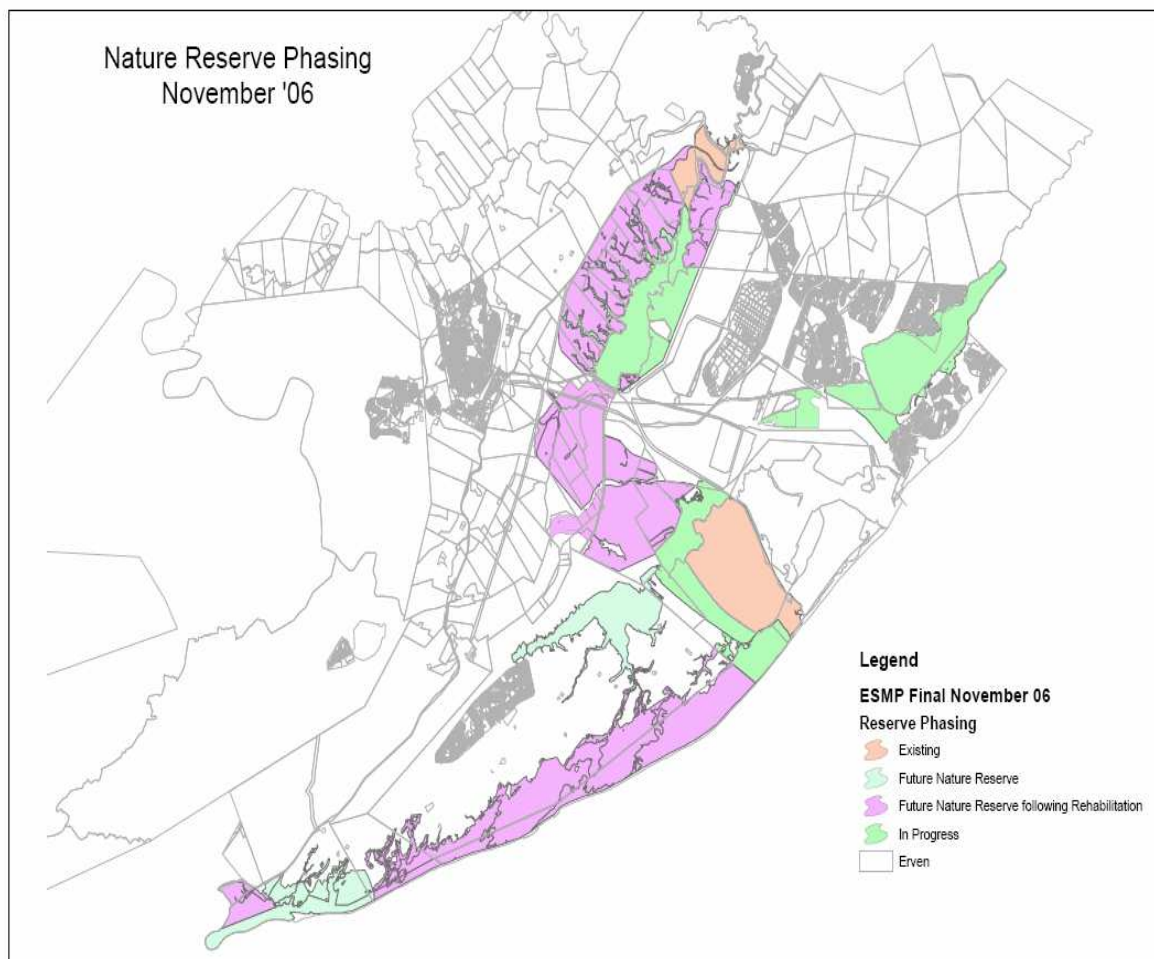 Nature Reserve Phasing
November '06
Legend
ESMP Final November 06
Reserve Phasing
Existing
Future Nature Reserve
Future Nature Reserve following Rehabilitation
In Progress
Erven